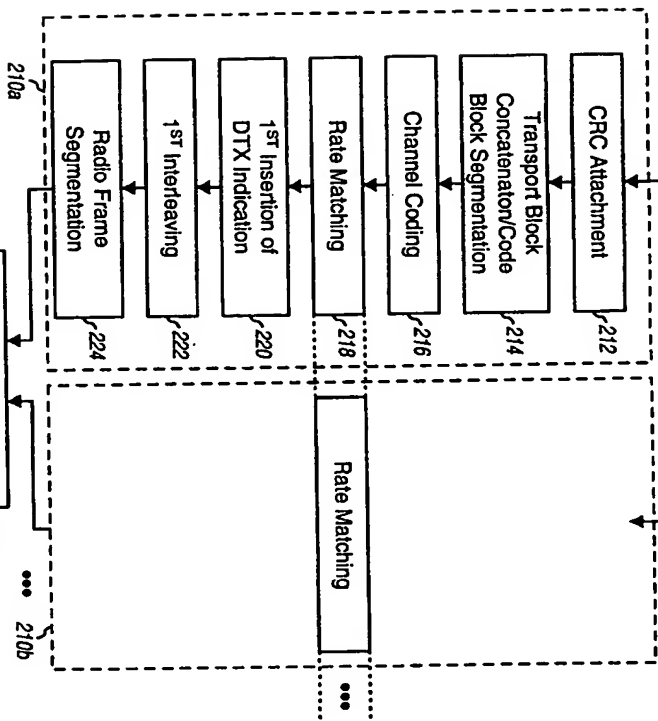 CRC Attachment
212
Transport Block
Concatenaton/Code
Block Segmentation
214
Channel Coding
216
Rate Matching
218
Rate Matching
•••
1ST Insertion of
DTX Indication
220
1ST Interleaving
222
Radio Frame
Segmentation
224
210a
210b
•••